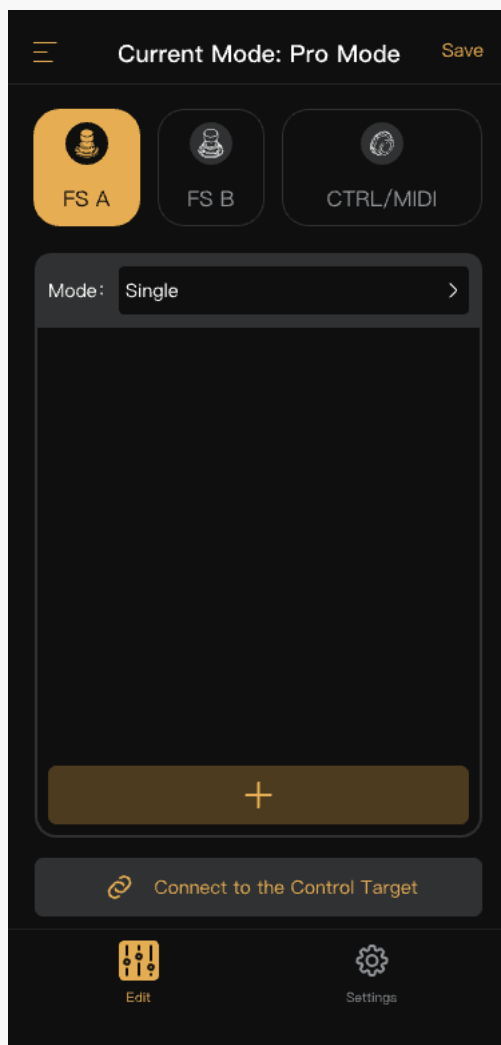 Current Mode: Pro Mode
Save
FS A
FS B
CTRL/MIDI
Mode:
Single
Connect to the Control Target
Edit
Settings